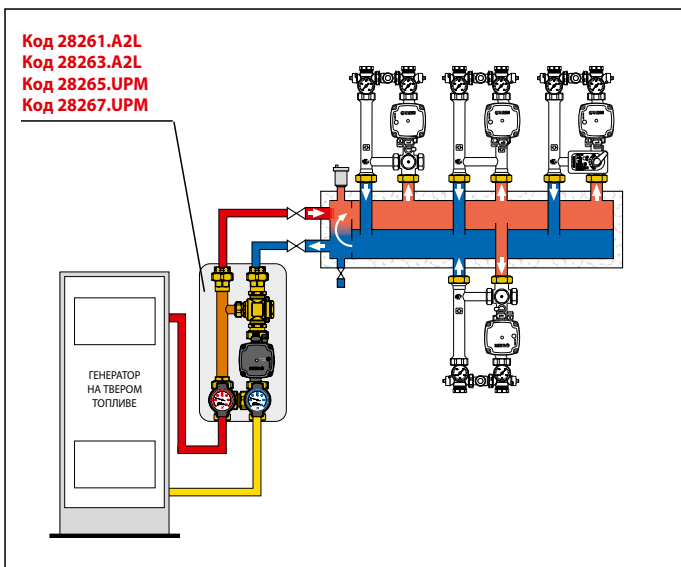 Код 28261.A2L
Код 28263.A2L
Код 28265.UPM
Код 28267.UPM
ГЕНЕРАТОР
НА ТВЕРОМ
ТОПЛИВЕ